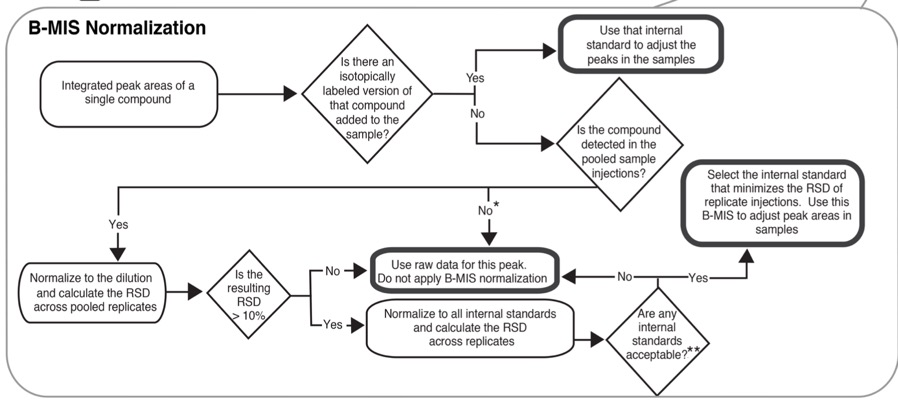 B-MIS Normalization
Integrated peak areas of a
single compound
Is there an
isotopically
labeled version of
that compound
added to the
sample?
Yes
No
Use that internal
standard to adjust the
peaks in the samples
Is the compound
detected in the
pooled sample
injections?
Yes
No*
Select the internal standard
that minimizes the RSD of
replicate injections. Use this
B-MIS to adjust peak areas in
samples
Normalize to the dilution
and calculate the RSD
across pooled replicates
Is the
resulting
RSD
> 10%
No
Yes
Use raw data for this peak.
Do not apply B-MIS normalization
Normalize to all internal standards
and calculate the RSD
across replicates
No
Yes
Are any
internal
standards
acceptable?**